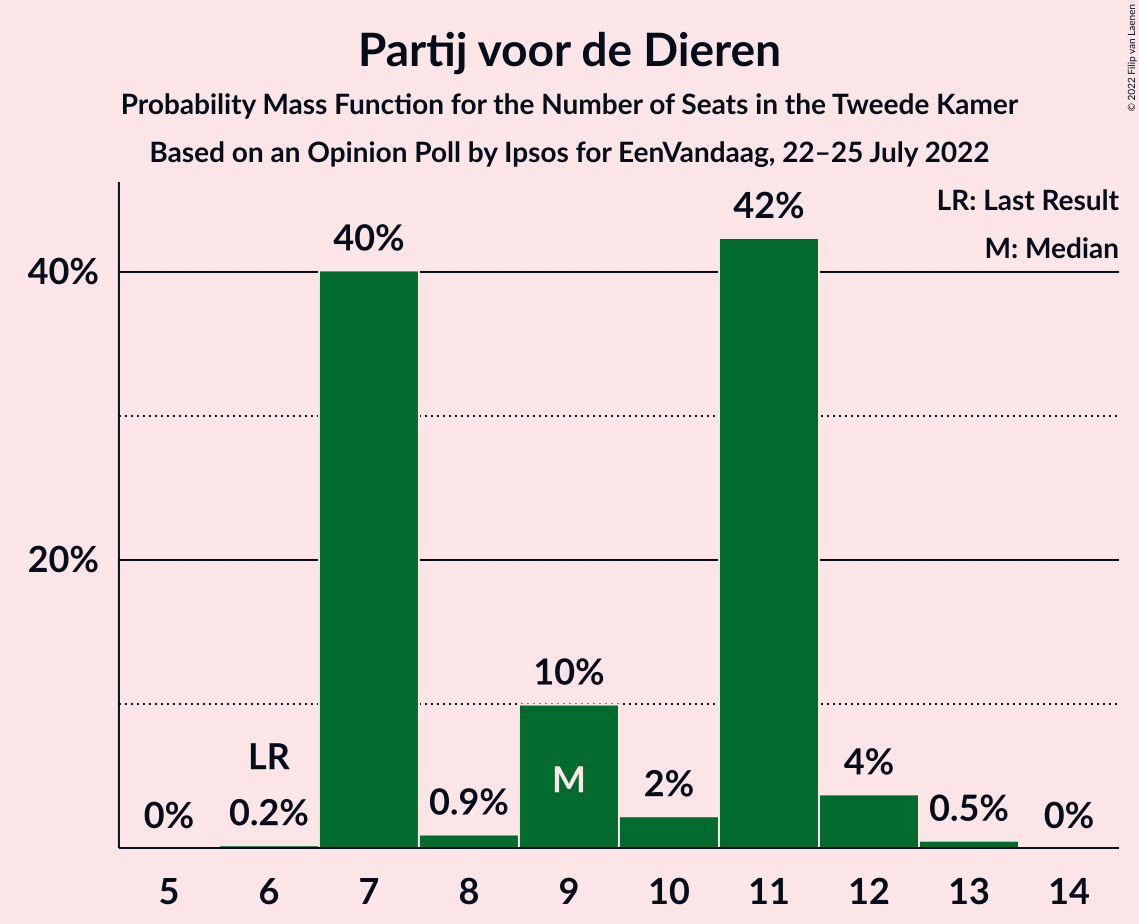 © 2022 Filip van Laenen
Partij voor de Dieren
Probability Mass Function for the Number of Seats in the Tweede Kamer
Based on an Opinion Poll by Ipsos for EenVandaag, 22–25 July 2022
LR: Last Result
M: Median
42%
40%
40%
20%
10%
M
LR
0%
0.2%
0.9%
2%
4%
0.5%
0%
5 6 7 8 9 10 11 12 13 14